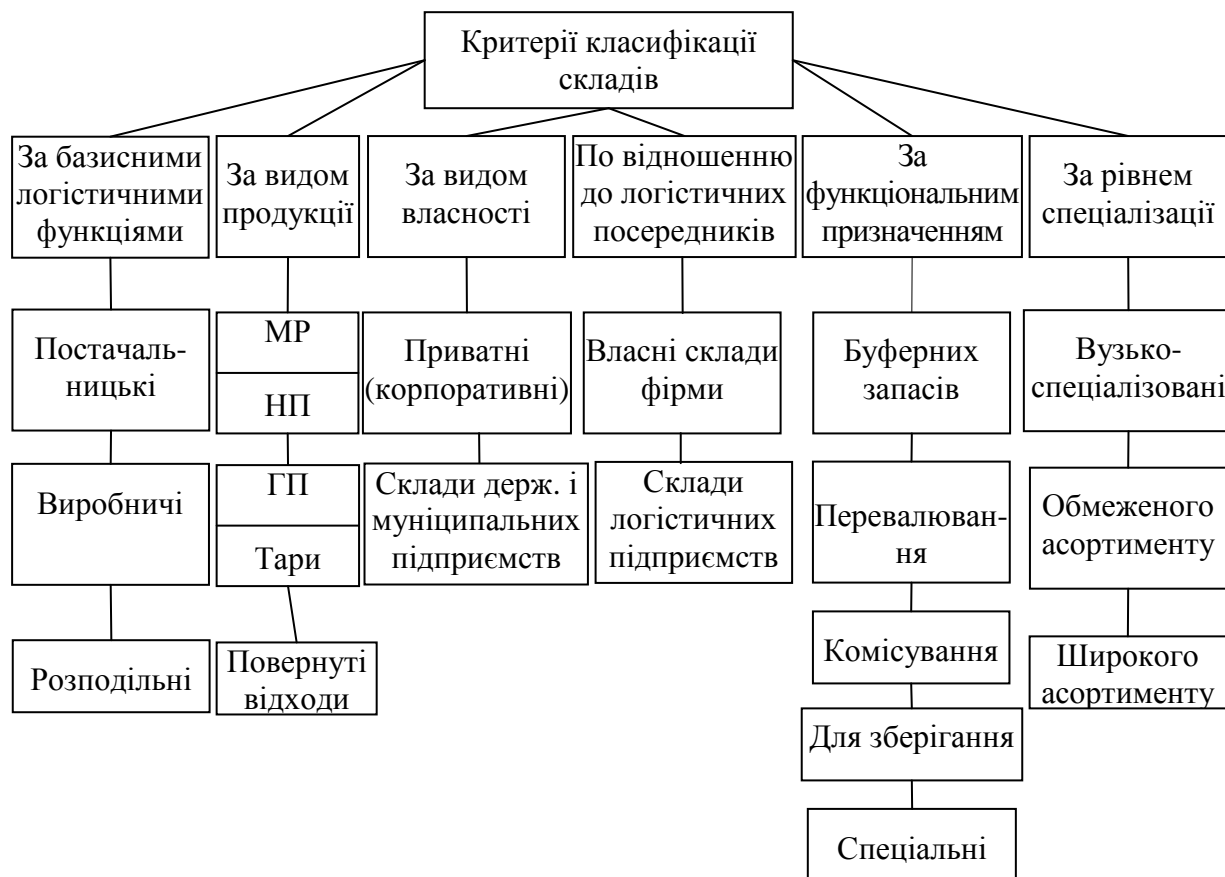 Критерії класифікації
складів
За базисними
логістичними
функціями
За видом
продукції
За видом
власності
По відношенню
до логістичних
посередників
За
функціональним
призначенням
За рівнем
спеціалізації
Постачаль-
ницькі
МР
НП
Приватні
(корпоративні)
Власні склади
фірми
Буферних
запасів
Вузько-
спеціалізовані
Виробничі
ГП
Тари
Склади держ. і
муніципальних
підприємств
Склади
логістичних
підприємств
Перевалюван-
ня
Обмеженого
асортименту
Розподільні
Повернуті
відходи
Комісування
Широкого
асортименту
Для зберігання
Спеціальні